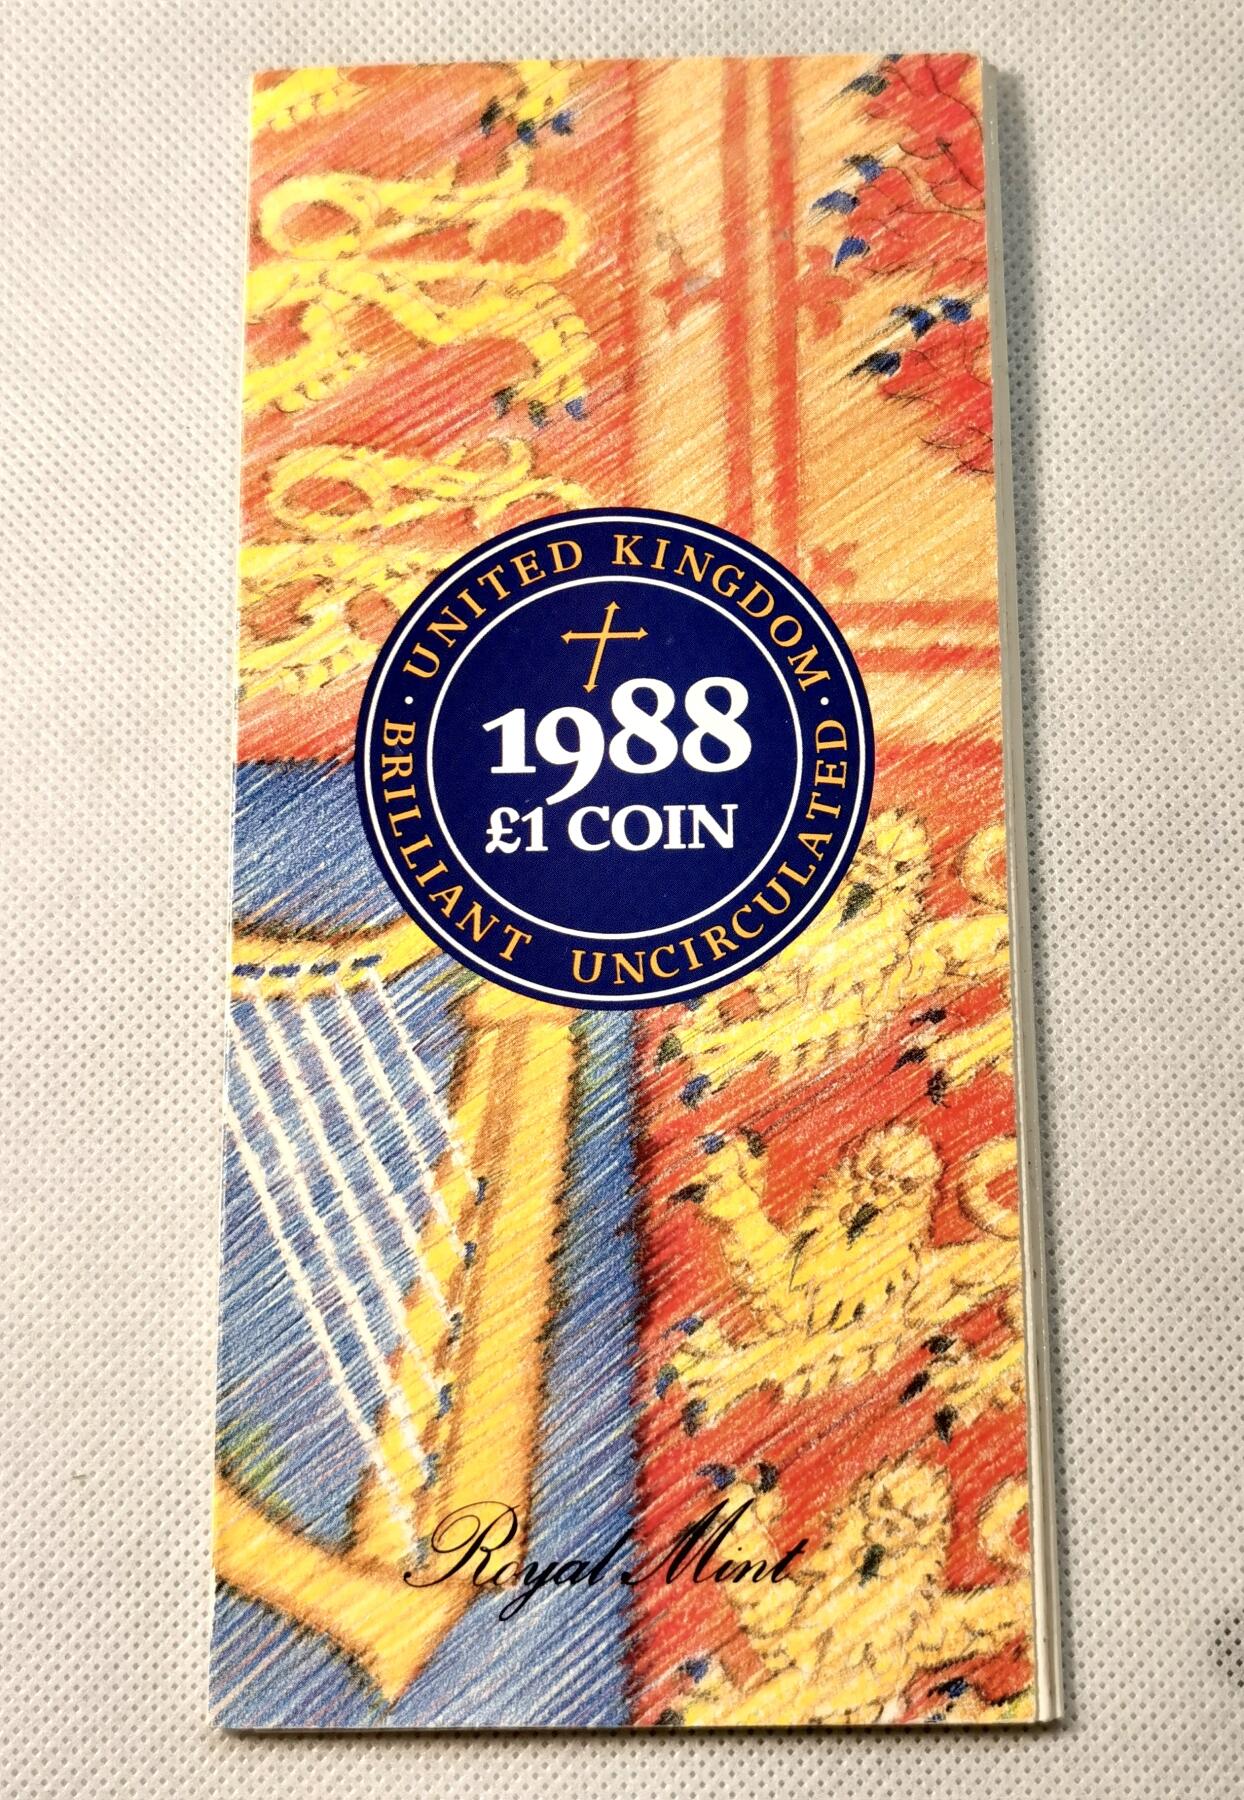 · UNITED KINGDOM ·
1988
£1 COIN
BRILLIANT UNCIRCULATED
Royal Mint